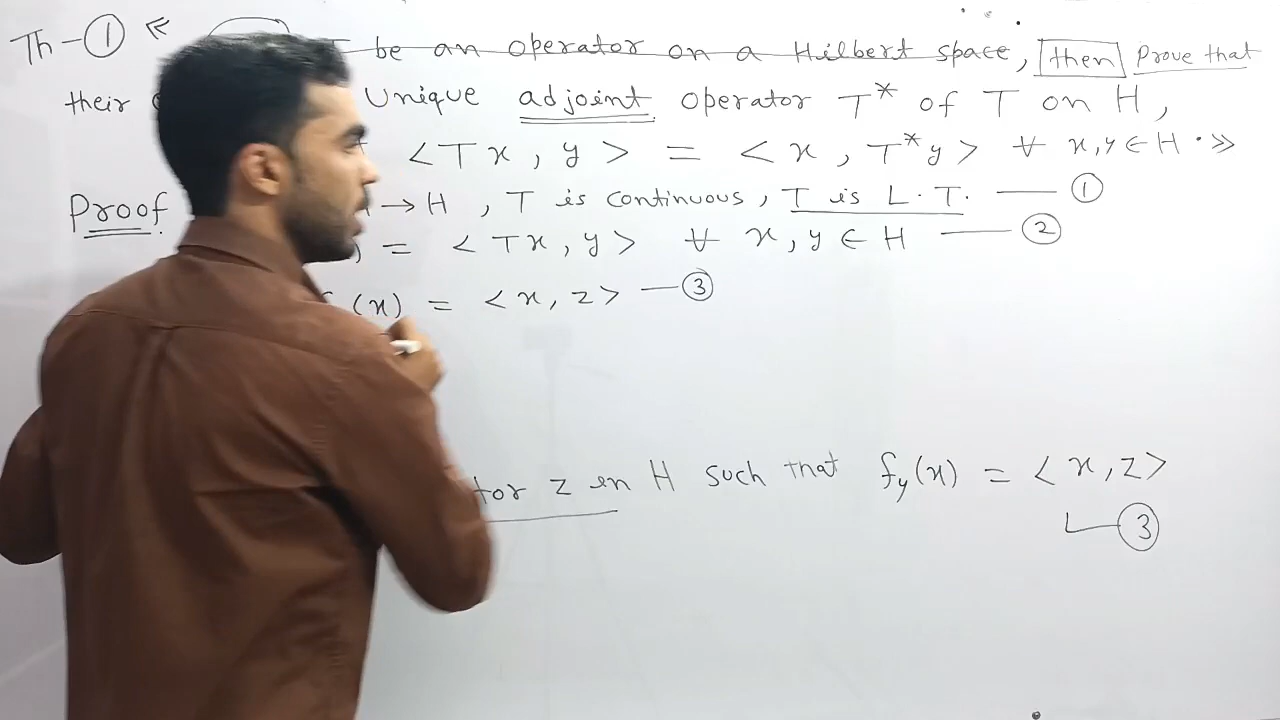 Th-① « be an operator on a Hilbert space, then Prove that
their Unique adjoint operator T* of T on H,
<Tx, y> = <x, T*y> ∀ x,y ∈ H . »
Proof → H, T is continuous, T is L.T. —— ①
) = <Tx, y> ∀ x, y ∈ H —— ②
(x) = <x, z> — ③
tor z in H such that fy(x) = <x, z>
③